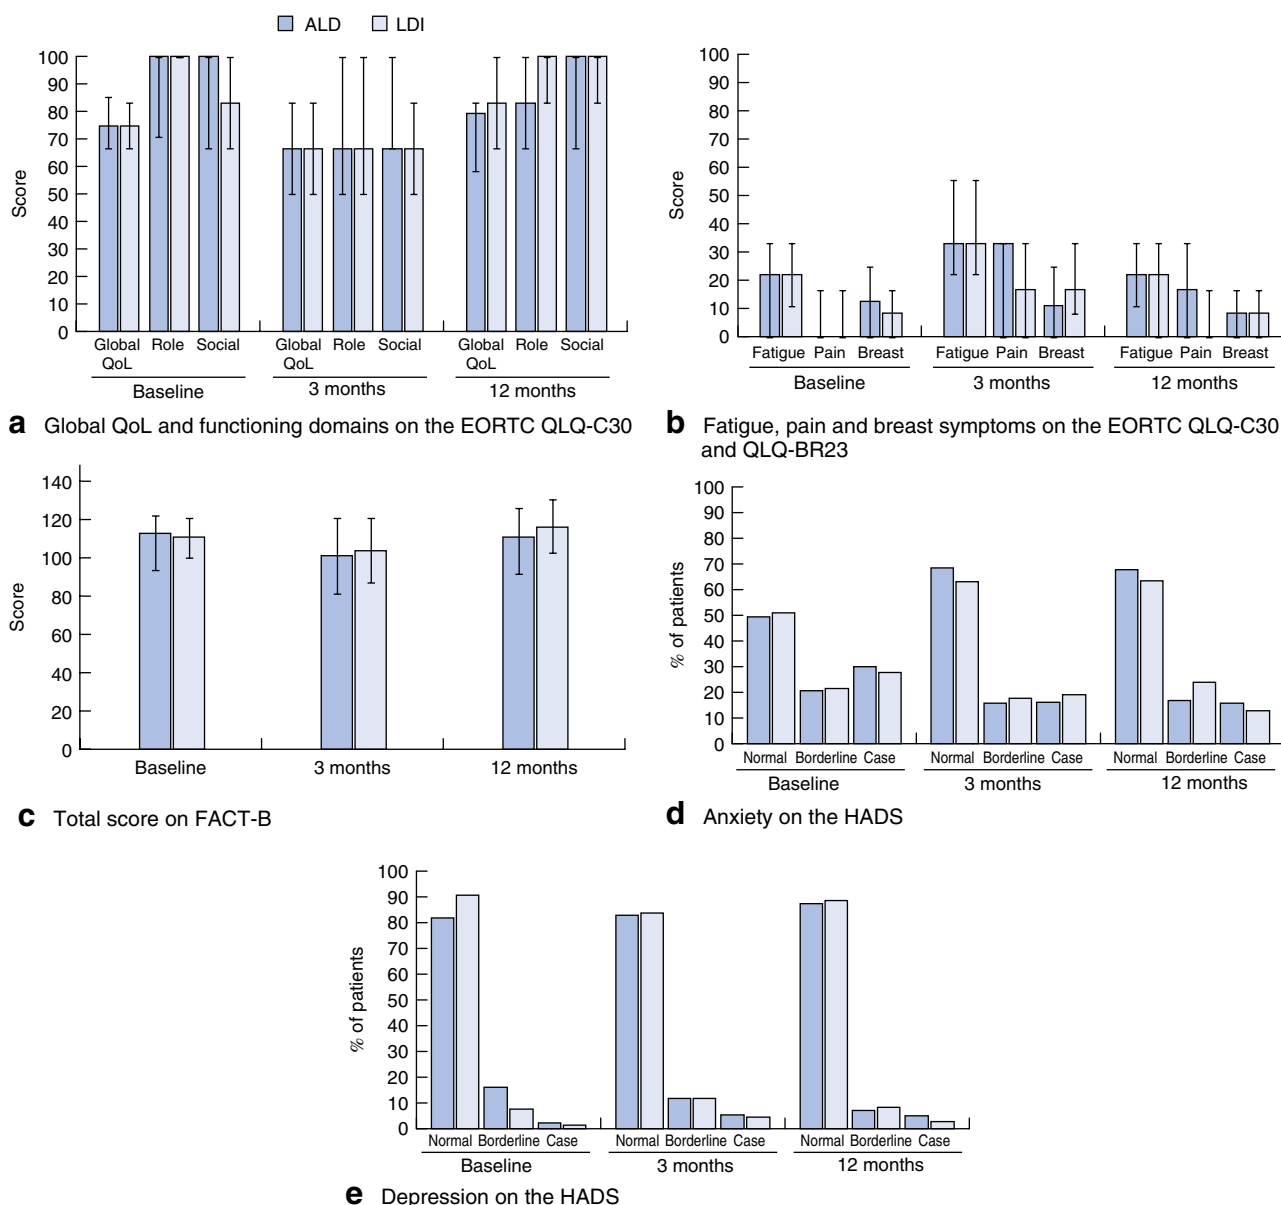 ALD LDI
100
90
80
70
60
50
40
30
20
10
0
Score
Global QoL Role Social Global QoL Role Social Global QoL Role Social
Baseline 3 months 12 months
a Global QoL and functioning domains on the EORTC QLQ-C30
100
90
80
70
60
50
40
30
20
10
0
Score
Fatigue Pain Breast Fatigue Pain Breast Fatigue Pain Breast
Baseline 3 months 12 months
b Fatigue, pain and breast symptoms on the EORTC QLQ-C30
and QLQ-BR23
140
120
100
80
60
40
20
0
Score
Baseline 3 months 12 months
c Total score on FACT-B
100
90
80
70
60
50
40
30
20
10
0
% of patients
Normal Borderline Case Normal Borderline Case Normal Borderline Case
Baseline 3 months 12 months
d Anxiety on the HADS
100
90
80
70
60
50
40
30
20
10
0
% of patients
Normal Borderline Case Normal Borderline Case Normal Borderline Case
Baseline 3 months 12 months
e Depression on the HADS